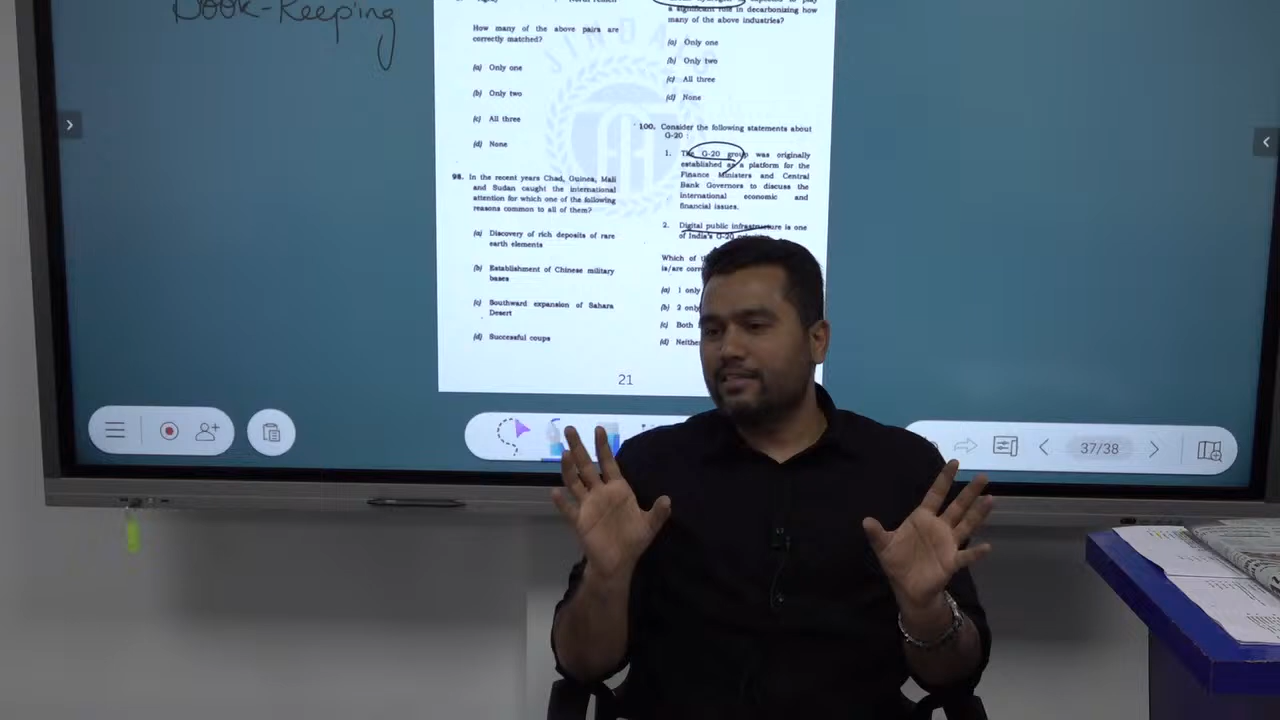 Book-Keeping
How many of the above pairs are
correctly matched?
(a) Only one
(b) Only two
(c) All three
(d) None
98. In the recent years Chad, Guinea, Mali
and Sudan caught the international
attention for which one of the following
reasons common to all of them?
(a) Discovery of rich deposits of rare
earth elements
(b) Establishment of Chinese military
bases
(c) Southward expansion of Sahara
Desert
(d) Successful coups
a significant role in decarbonizing how
many of the above industries?
(a) Only one
(b) Only two
(c) All three
(d) None
100. Consider the following statements about
G-20 :
1. The G-20 group was originally
established as a platform for the
Finance Ministers and Central
Bank Governors to discuss the
international economic and
financial issues.
2. Digital public infrastructure is one
of India's G-20
Which of
is/are
(a) 1 only
(b) 2 only
(c) Both
(d) Neither
21
JINDAL'S
37/38